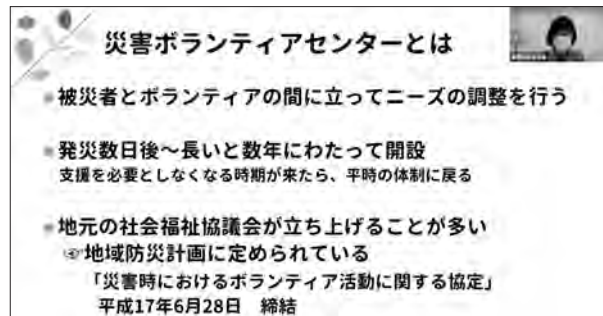 災害ボランティアセンターとは
被災者とボランティアの間に立ってニーズの調整を行う
発災数日後〜長いと数年にわたって開設
支援を必要としなくなる時期が来たら、平時の体制に戻る
地元の社会福祉協議会が立ち上げることが多い
☞地域防災計画に定められている
「災害時におけるボランティア活動に関する協定」
平成17年6月28日 締結